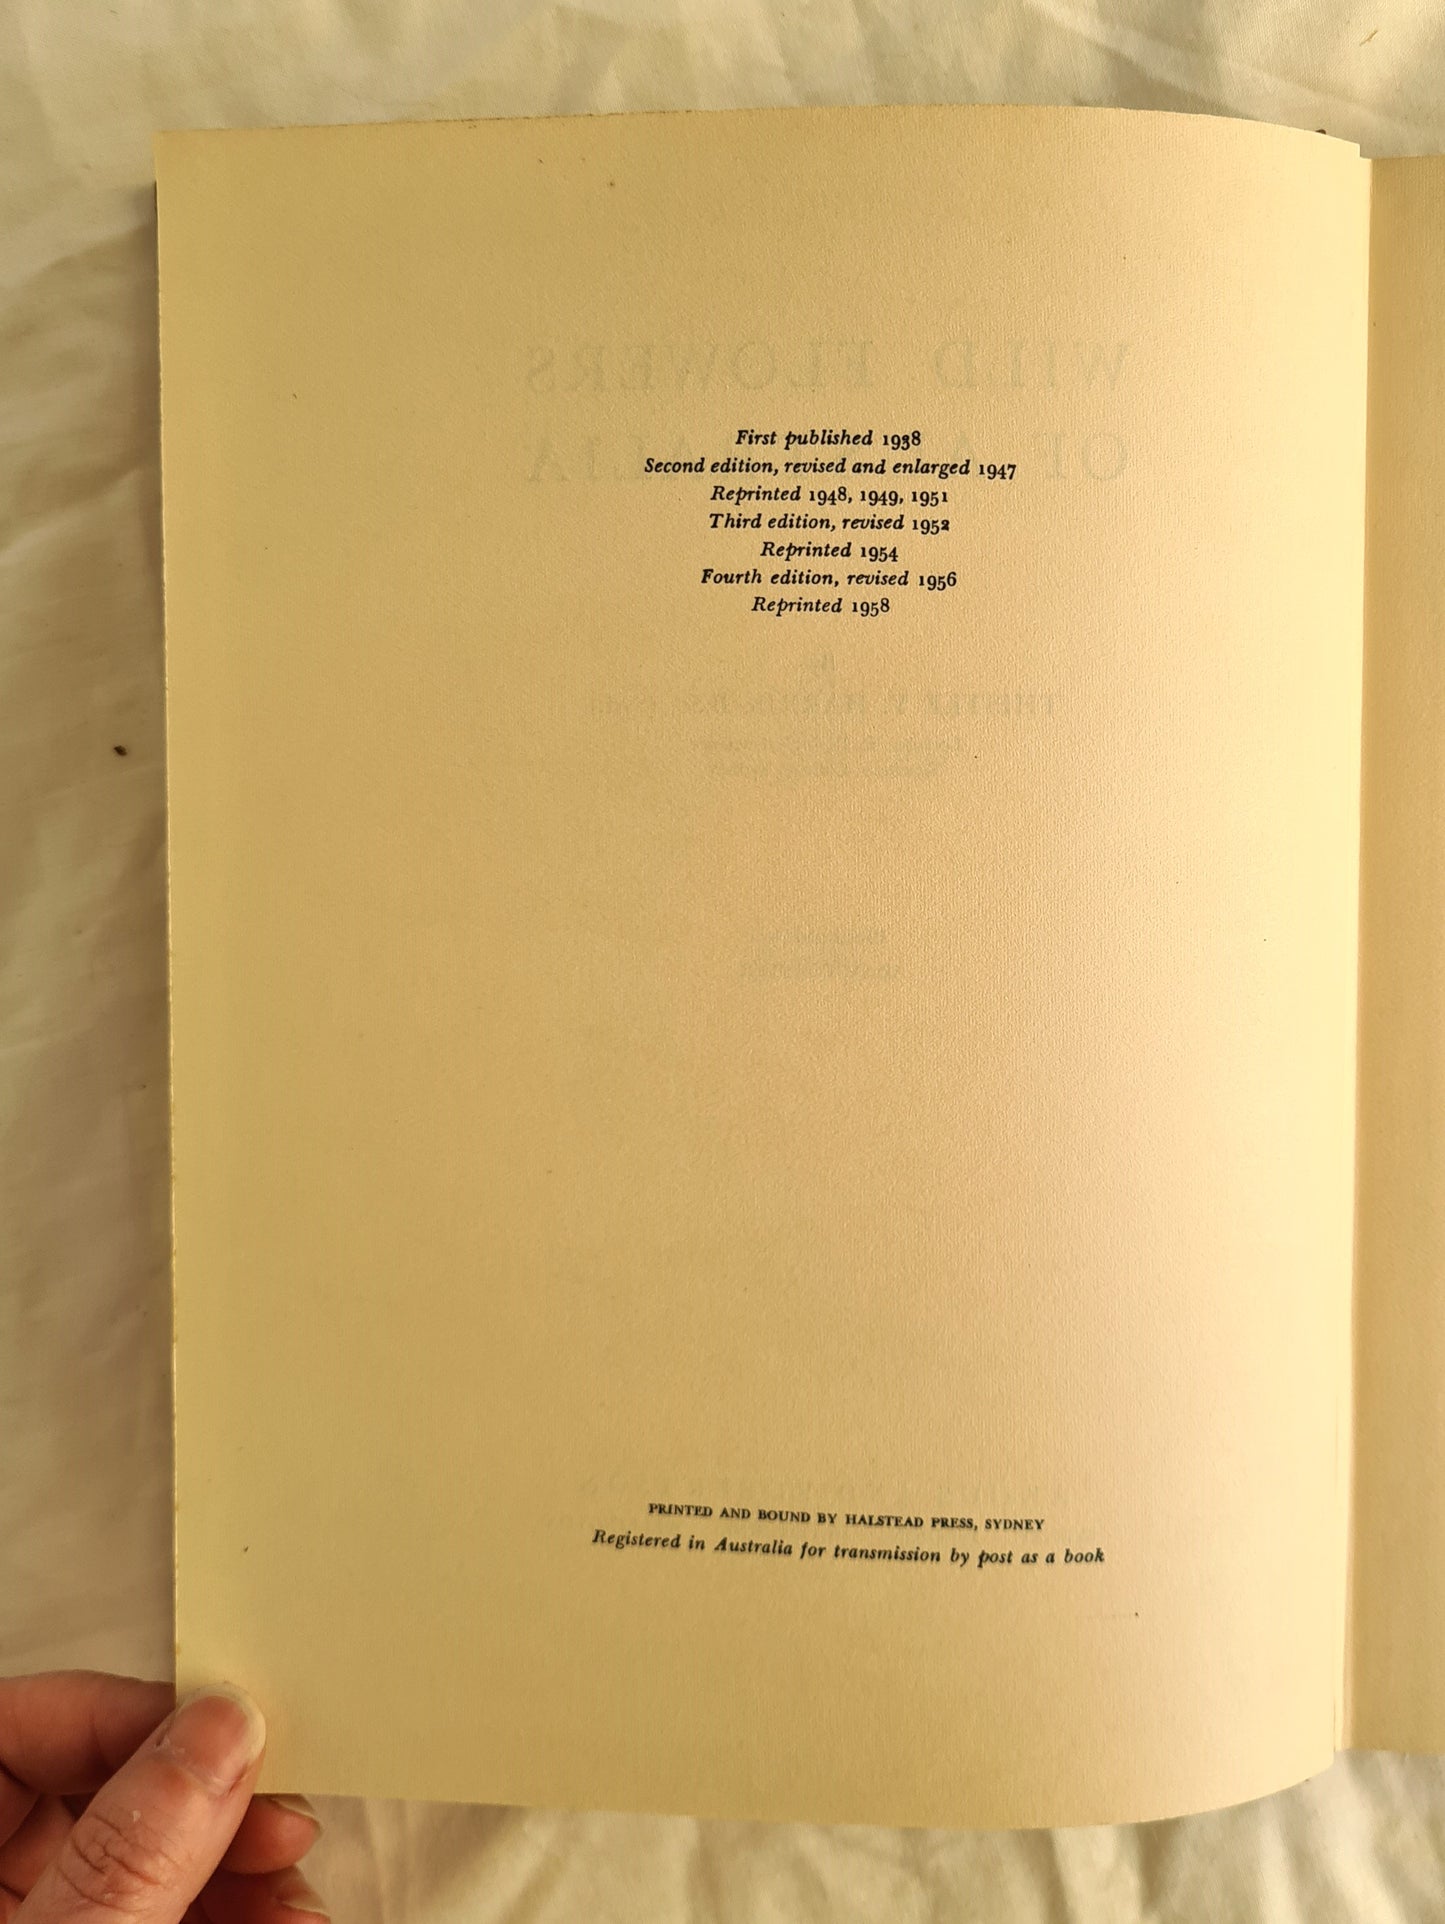 First published 1938
Second edition, revised and enlarged 1947
Reprinted 1948, 1949, 1951
Third edition, revised 1952
Reprinted 1954
Fourth edition, revised 1956
Reprinted 1958
WILD FLOWERS
PRINTED AND BOUND BY HALSTEAD PRESS, SYDNEY
Registered in Australia for transmission by post as a book